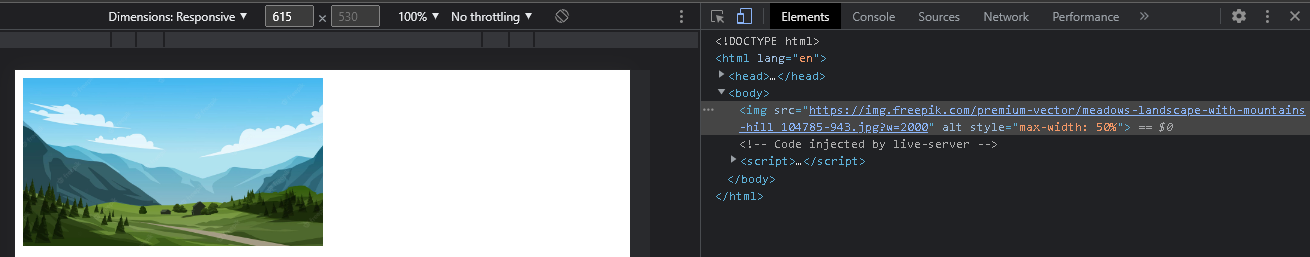 Dimensions: Responsive ▼ 615 × 530 100% ▼ No throttling ▼
Elements Console Sources Network Performance »
<!DOCTYPE html>
<html lang="en">
▶ <head>…</head>
▼ <body>
··· <img src="https://img.freepik.com/premium-vector/meadows-landscape-with-mountains
-hill_104785-943.jpg?w=2000" alt style="max-width: 50%"> == $0
<!-- Code injected by live-server -->
▶ <script>…</script>
</body>
</html>